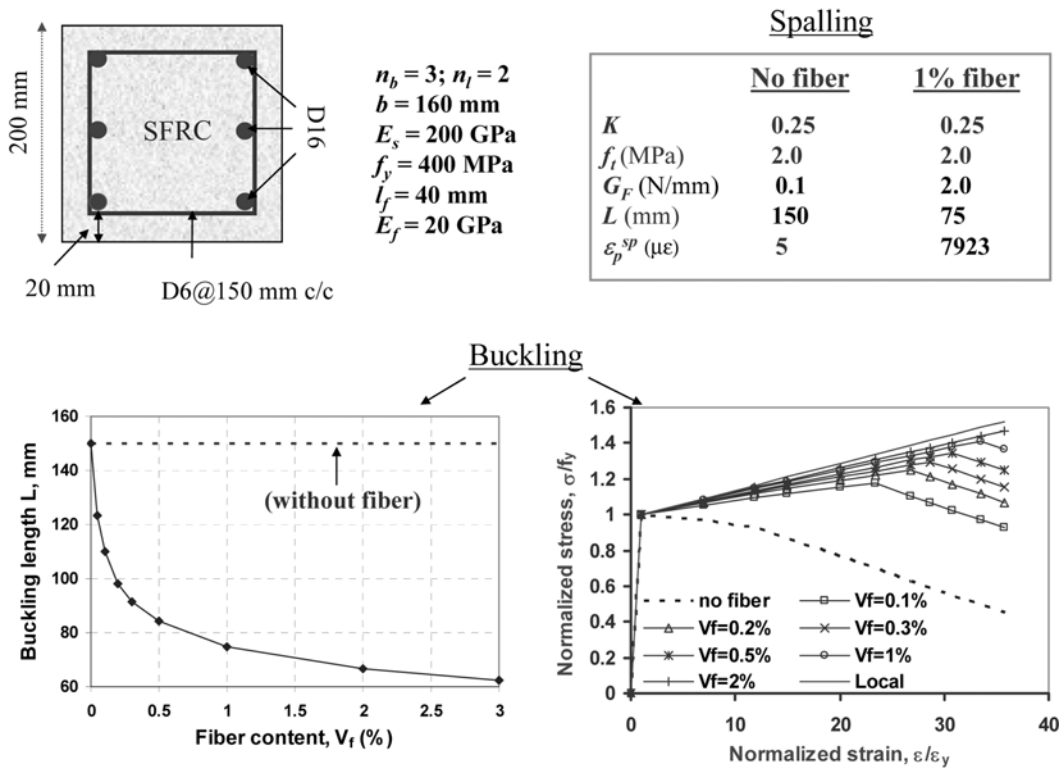 Spalling
200 mm
SFRC
D16
20 mm
D6@150 mm c/c
n_b = 3; n_l = 2
b = 160 mm
E_s = 200 GPa
f_y = 400 MPa
l_f = 40 mm
E_f = 20 GPa
No fiber 1% fiber
K 0.25 0.25
f_t (MPa) 2.0 2.0
G_F (N/mm) 0.1 2.0
L (mm) 150 75
ε_p^sp (με) 5 7923
Buckling
160
140
120
100
80
60
Buckling length L, mm
(without fiber)
0 0.5 1 1.5 2 2.5 3
Fiber content, V_f (%)
1.6
1.4
1.2
1
0.8
0.6
0.4
0.2
0
Normalized stress, σ/f_y
no fiber Vf=0.1%
Vf=0.2% Vf=0.3%
Vf=0.5% Vf=1%
Vf=2% Local
0 10 20 30 40
Normalized strain, ε/ε_y